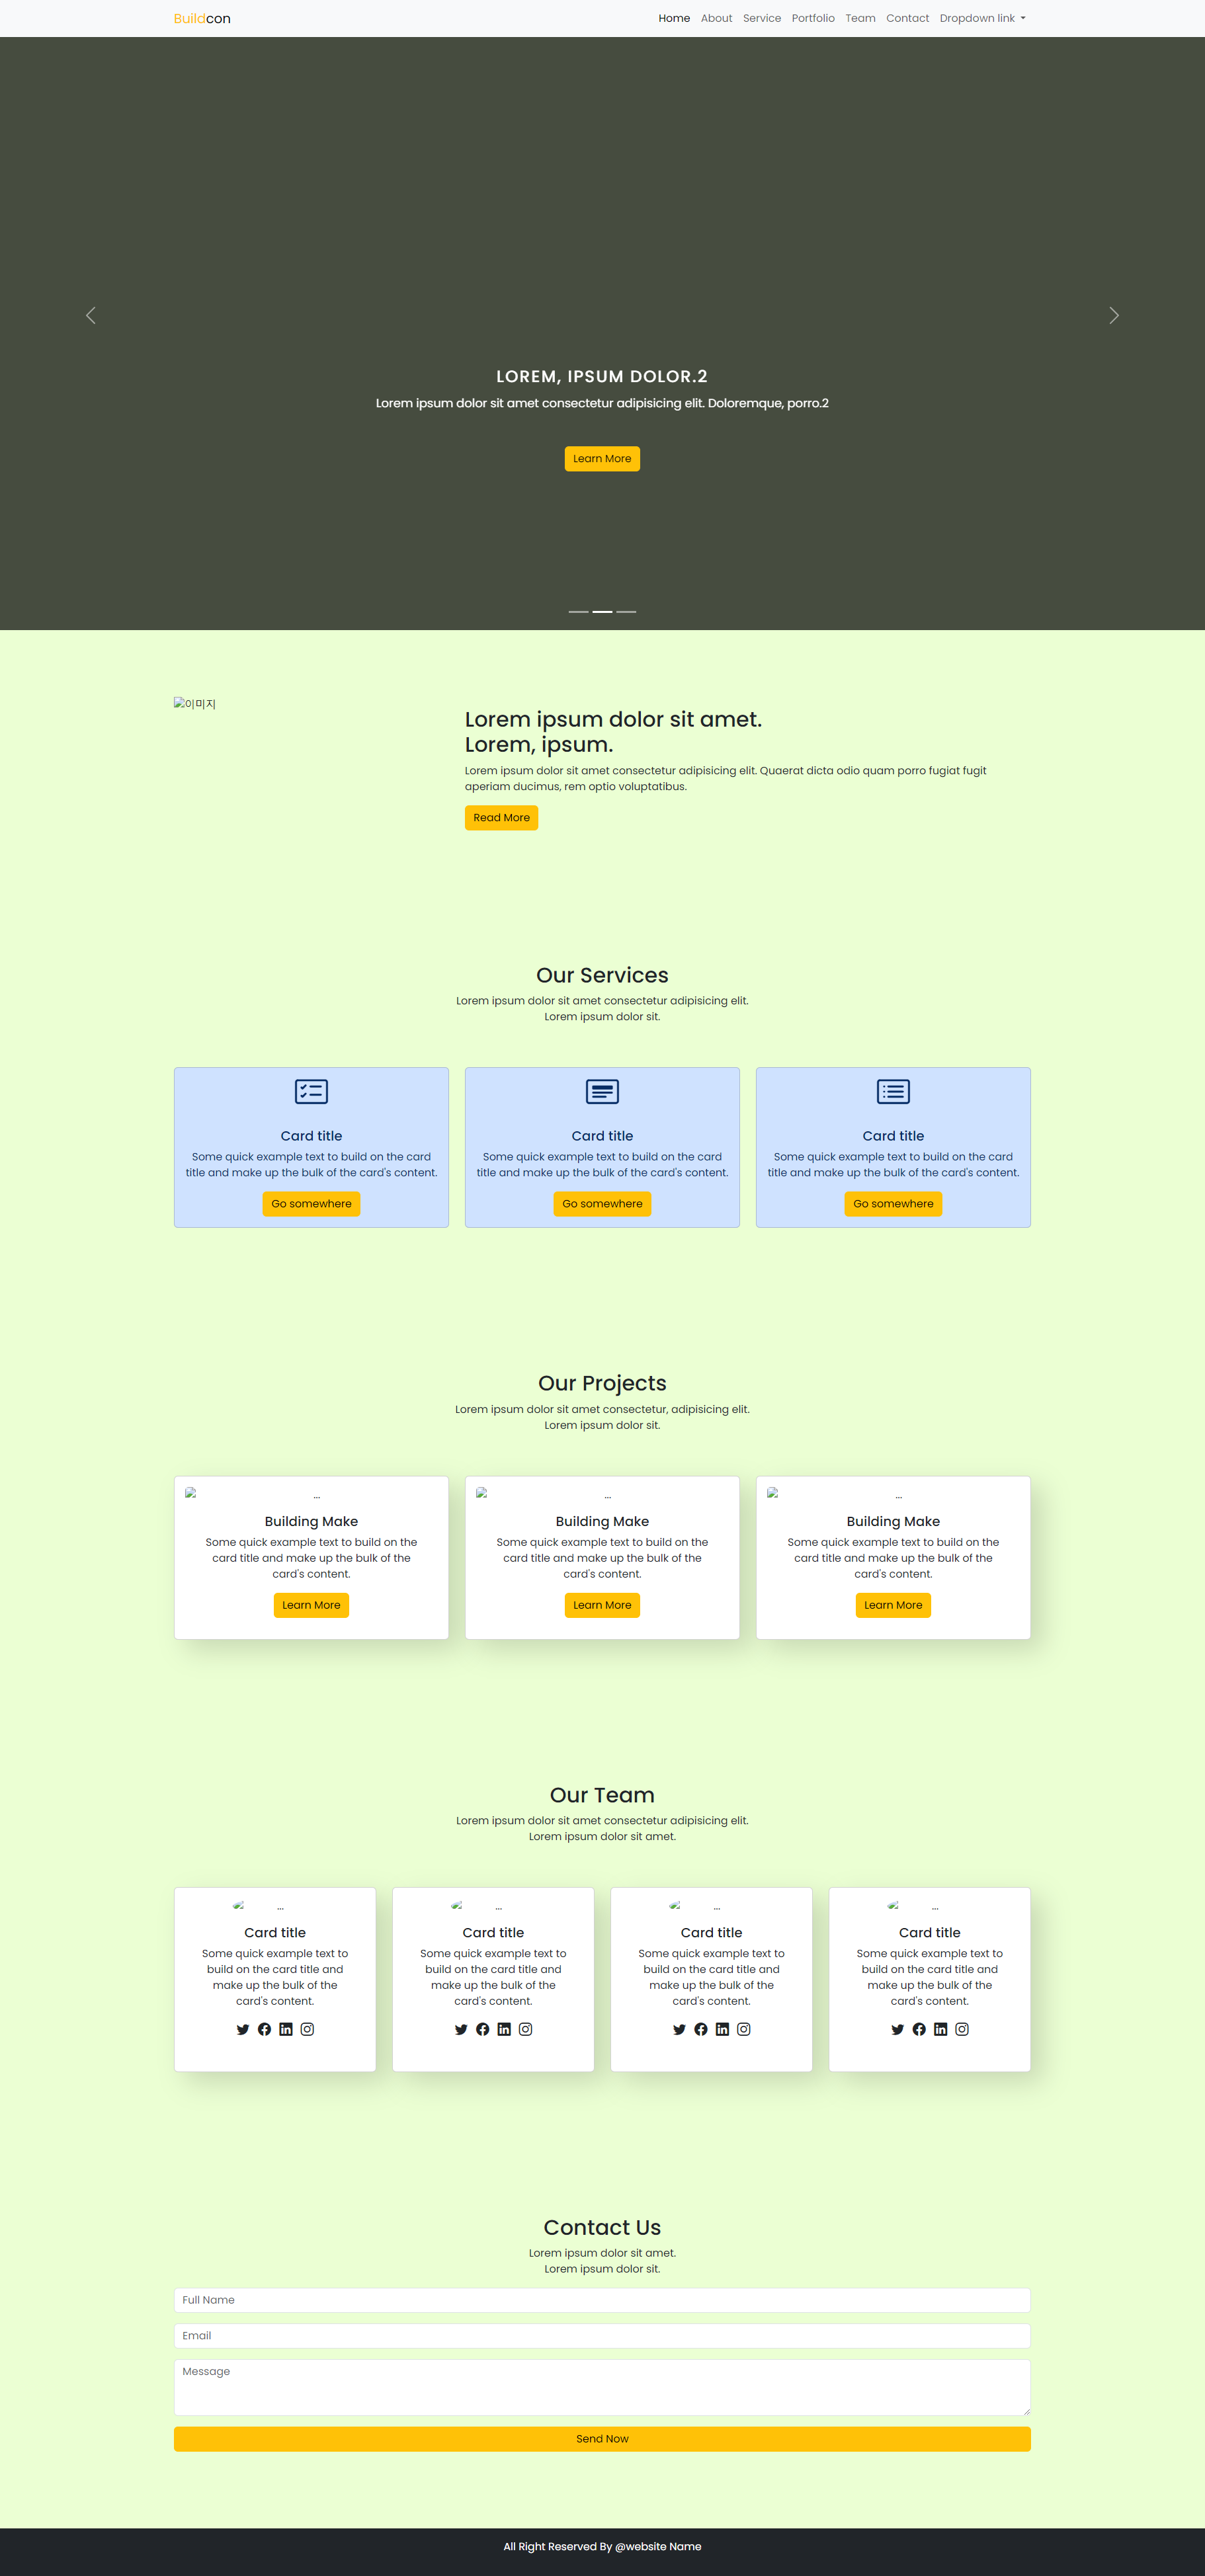 Buildcon
Home About Service Portfolio Team Contact Dropdown link
LOREM, IPSUM DOLOR.2
Lorem ipsum dolor sit amet consectetur adipisicing elit. Doloremque, porro.2
Learn More
이미지
Lorem ipsum dolor sit amet.
Lorem, ipsum.
Lorem ipsum dolor sit amet consectetur adipisicing elit. Quaerat dicta odio quam porro fugiat fugit
aperiam ducimus, rem optio voluptatibus.
Read More
Our Services
Lorem ipsum dolor sit amet consectetur adipisicing elit.
Lorem ipsum dolor sit.
Card title
Some quick example text to build on the card
title and make up the bulk of the card's content.
Go somewhere
Card title
Some quick example text to build on the card
title and make up the bulk of the card's content.
Go somewhere
Card title
Some quick example text to build on the card
title and make up the bulk of the card's content.
Go somewhere
Our Projects
Lorem ipsum dolor sit amet consectetur, adipisicing elit.
Lorem ipsum dolor sit.
...
Building Make
Some quick example text to build on the
card title and make up the bulk of the
card's content.
Learn More
...
Building Make
Some quick example text to build on the
card title and make up the bulk of the
card's content.
Learn More
...
Building Make
Some quick example text to build on the
card title and make up the bulk of the
card's content.
Learn More
Our Team
Lorem ipsum dolor sit amet consectetur adipisicing elit.
Lorem ipsum dolor sit amet.
...
Card title
Some quick example text to
build on the card title and
make up the bulk of the
card's content.
...
Card title
Some quick example text to
build on the card title and
make up the bulk of the
card's content.
...
Card title
Some quick example text to
build on the card title and
make up the bulk of the
card's content.
...
Card title
Some quick example text to
build on the card title and
make up the bulk of the
card's content.
Contact Us
Lorem ipsum dolor sit amet.
Lorem ipsum dolor sit.
Full Name
Email
Message
Send Now
All Right Reserved By @website Name